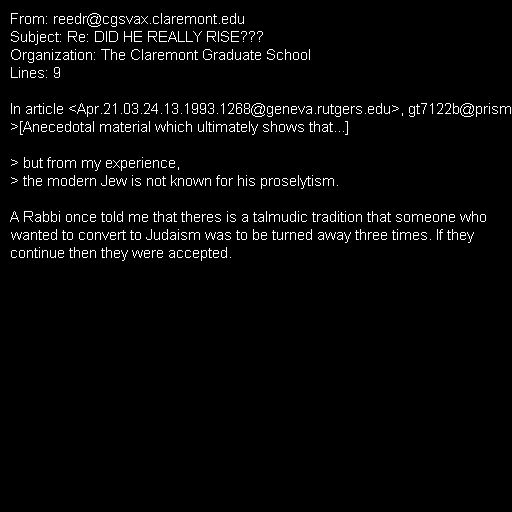 From: reedr@cgsvax.claremont.edu
Subject: Re: DID HE REALLY RISE???
Organization: The Claremont Graduate School
Lines: 9

In article <Apr.21.03.24.13.1993.1268@geneva.rutgers.edu>, gt7122b@prism
>[Anecedotal material which ultimately shows that...]

> but from my experience,
> the modern Jew is not known for his proselytism.

A Rabbi once told me that theres is a talmudic tradition that someone who
wanted to convert to Judaism was to be turned away three times. If they
continue then they were accepted.